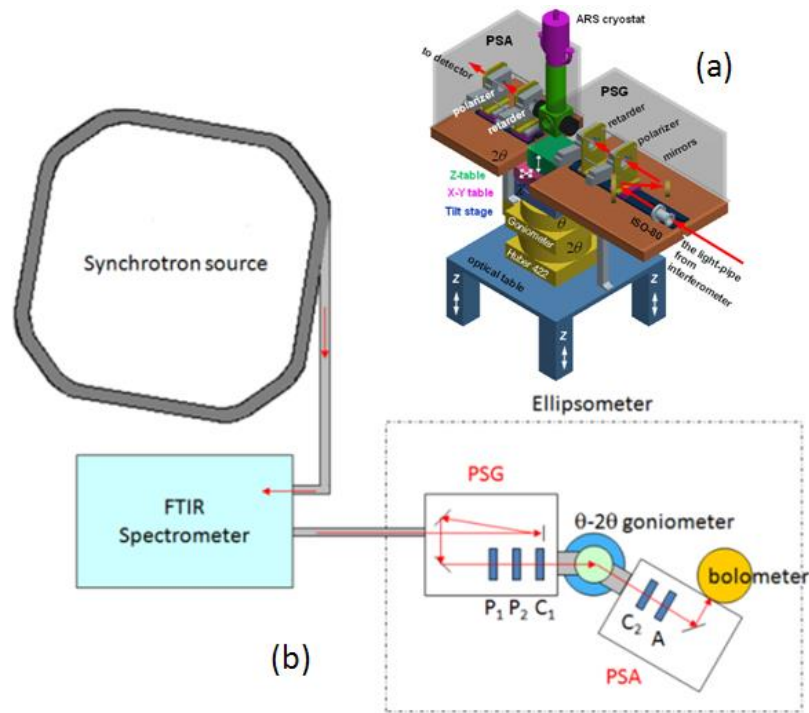 ARS cryostat
PSA
(a)
to detector
PSG
polarizer
retarder
retarder
polarizer
mirrors
2θ
Z-table
X-Y table
Tilt stage
θ
Goniometer
2θ
Huber 422
ISO-80
the light-pipe
from
interferometer
optical table
Z
Z
Z
Synchrotron source
Ellipsometer
FTIR
Spectrometer
PSG
θ-2θ goniometer
bolometer
P1 P2 C1
C2
A
PSA
(b)